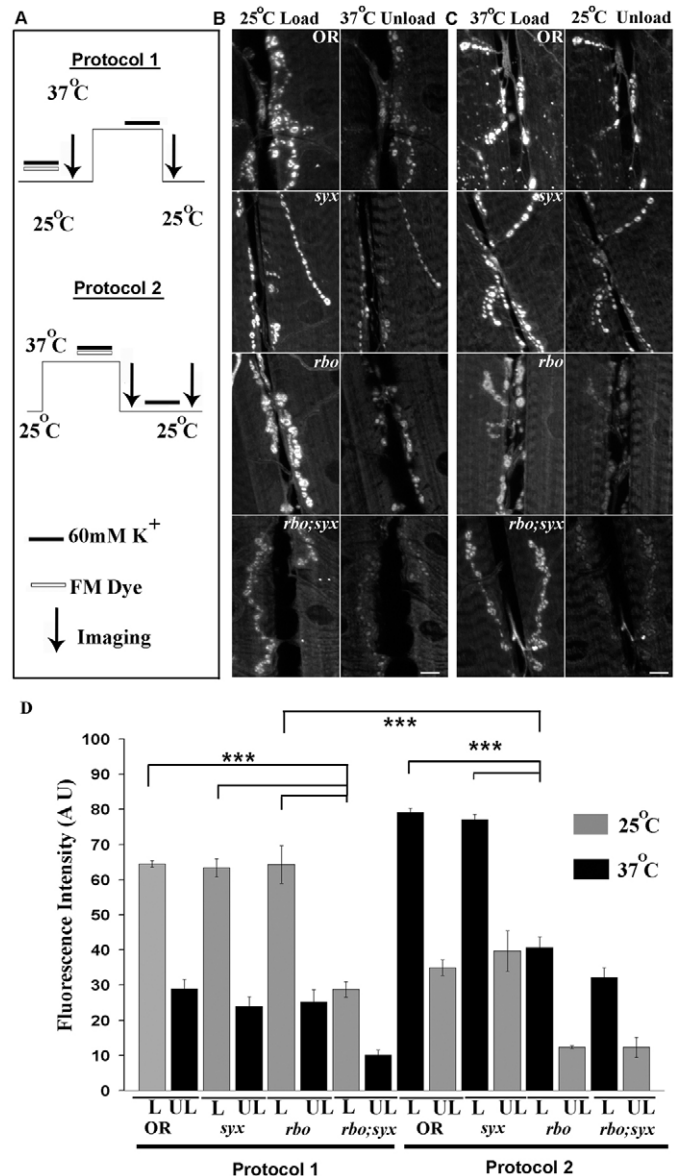 A
Protocol 1
37°C
25°C
25°C
Protocol 2
37°C
25°C
25°C
60mM K+
FM Dye
Imaging
B
25°C Load
37°C Unload
OR
syx
rbo
rbo;syx
C
37°C Load
25°C Unload
OR
syx
rbo
rbo;syx
D
***
***
***
Fluorescence Intensity (A U)
100
90
80
70
60
50
40
30
20
10
0
25°C
37°C
L UL L UL L UL L UL L UL L UL L UL L UL
OR syx rbo rbo;syx OR syx rbo rbo;syx
Protocol 1 Protocol 2